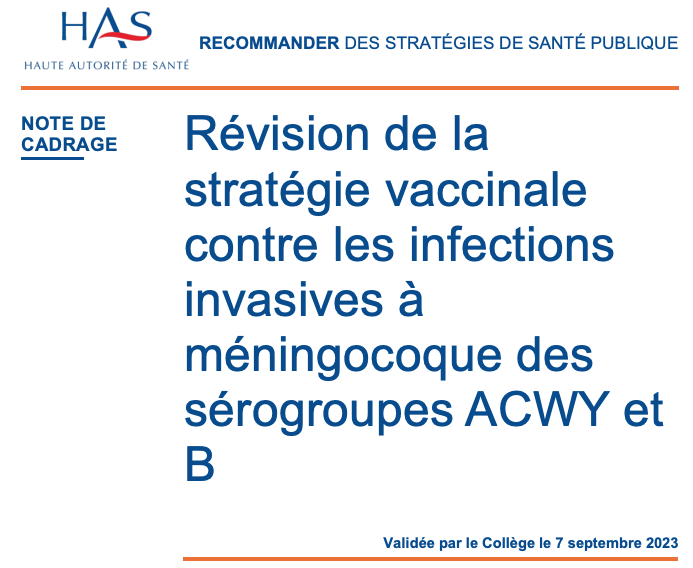 HAS
HAUTE AUTORITÉ DE SANTÉ
RECOMMANDER DES STRATÉGIES DE SANTÉ PUBLIQUE
NOTE DE
CADRAGE
Révision de la
stratégie vaccinale
contre les infections
invasives à
méningocoque des
sérogroupes ACWY et
B
Validée par le Collège le 7 septembre 2023